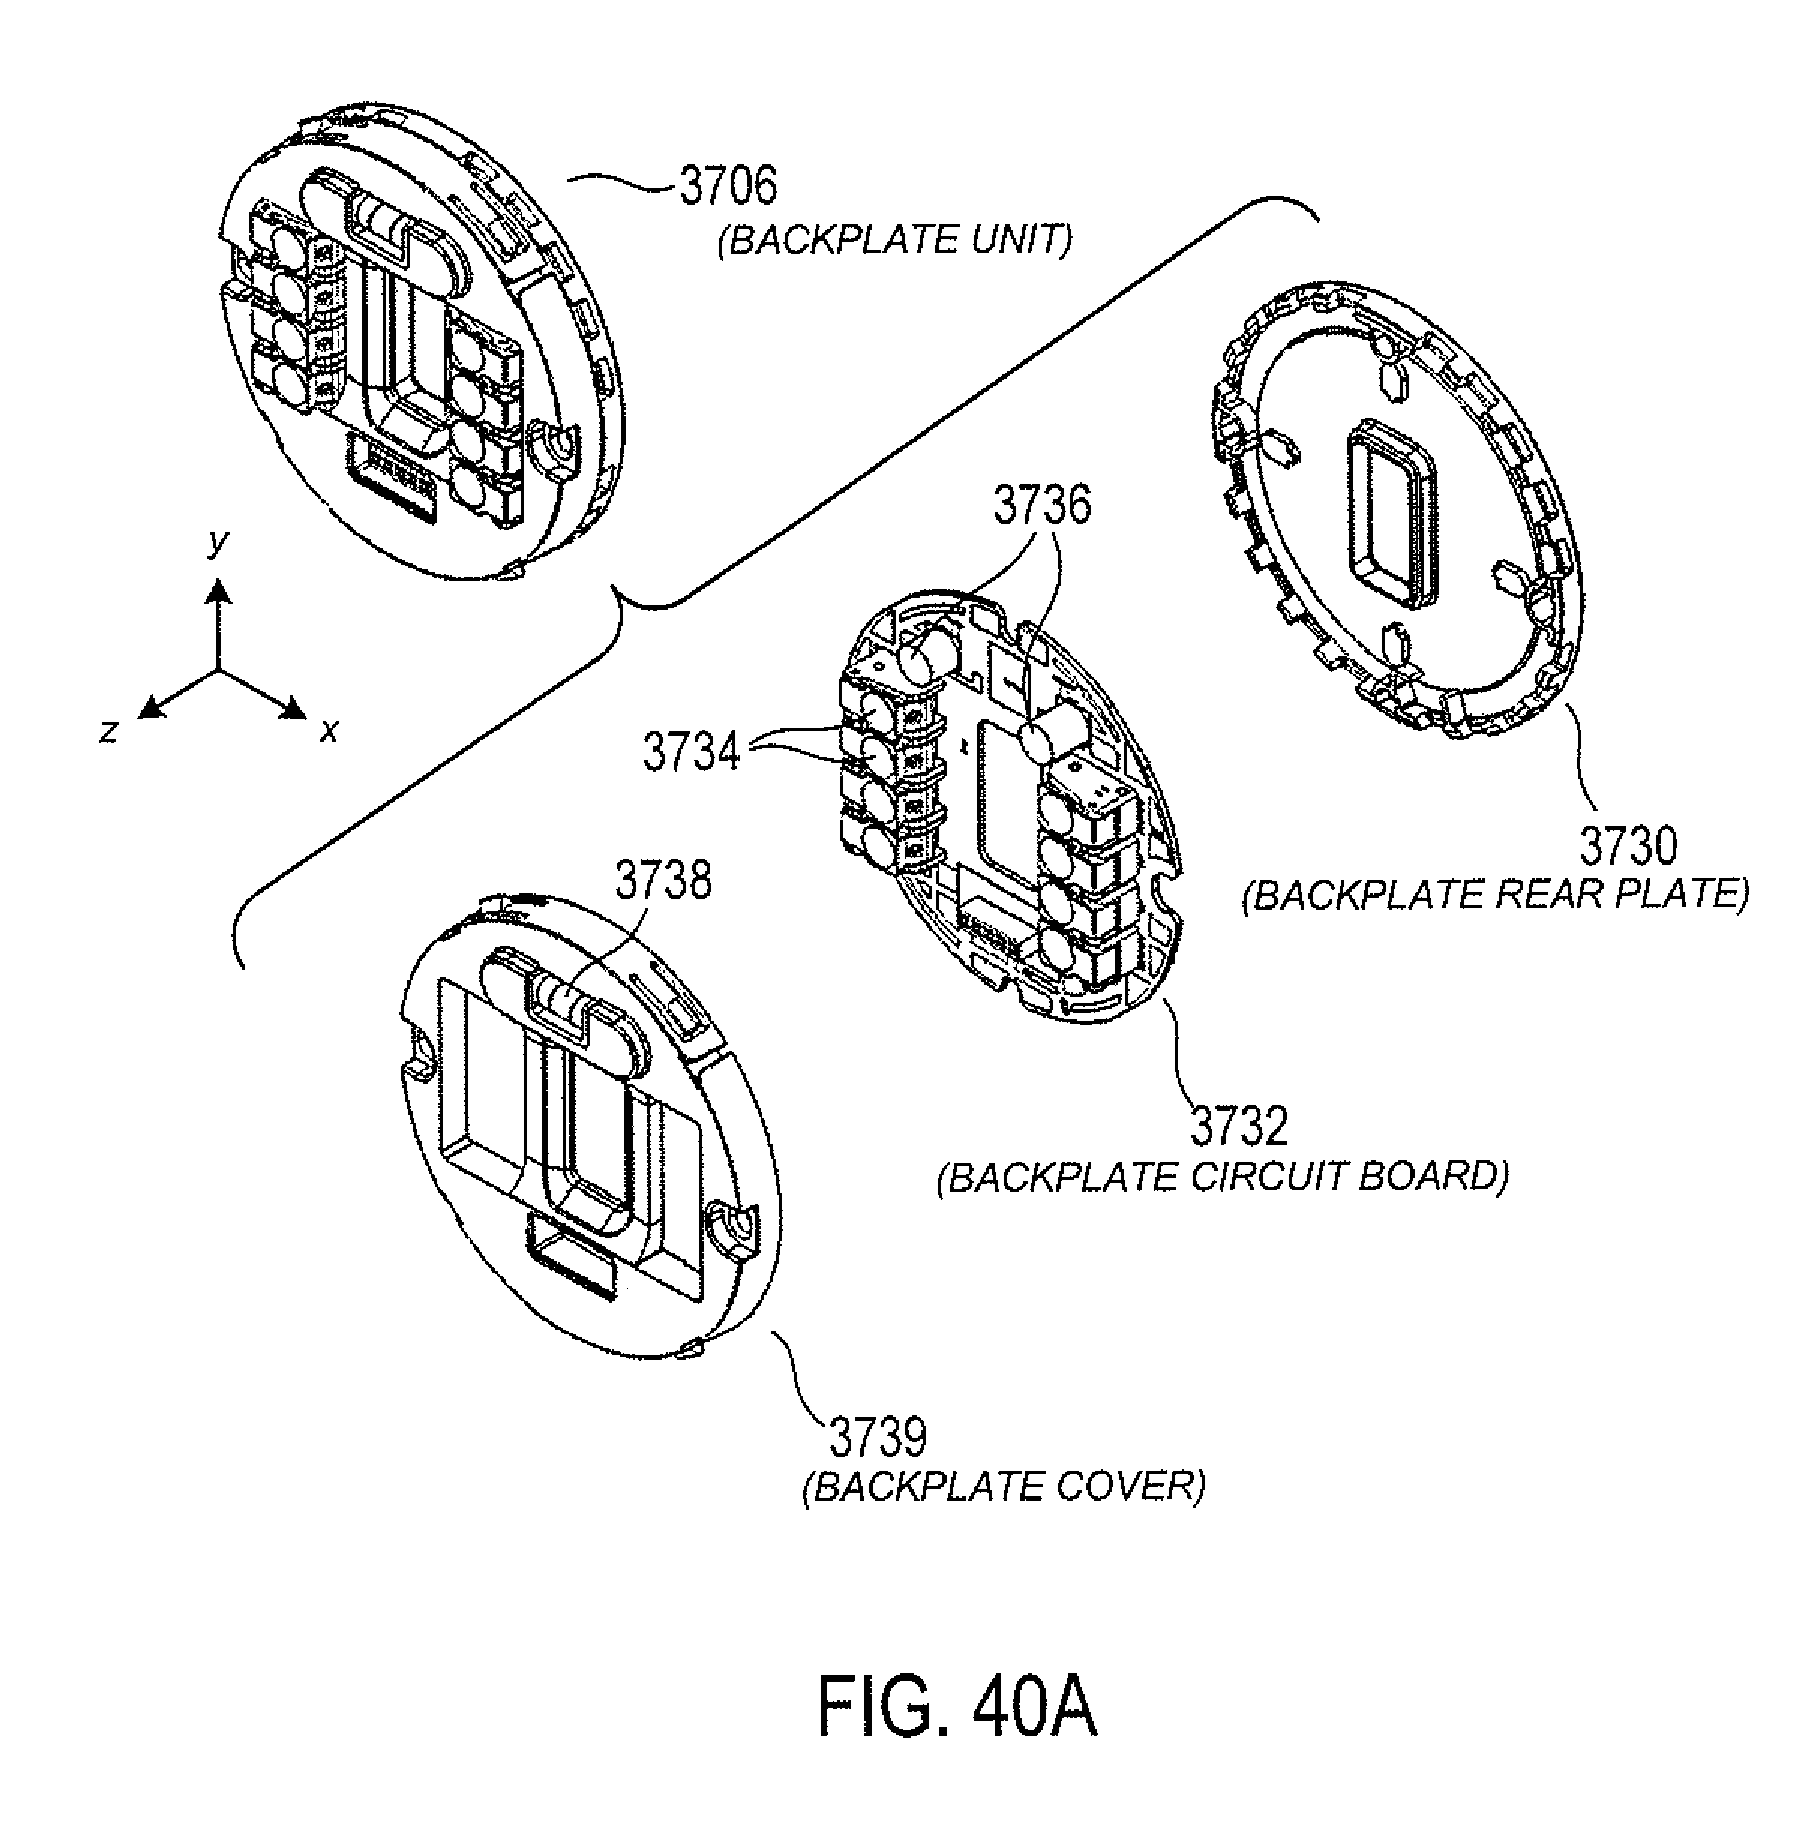 3706
(BACKPLATE UNIT)
3736
y
z
x
3734
3730
(BACKPLATE REAR PLATE)
3738
3732
(BACKPLATE CIRCUIT BOARD)
3739
(BACKPLATE COVER)
FIG. 40A